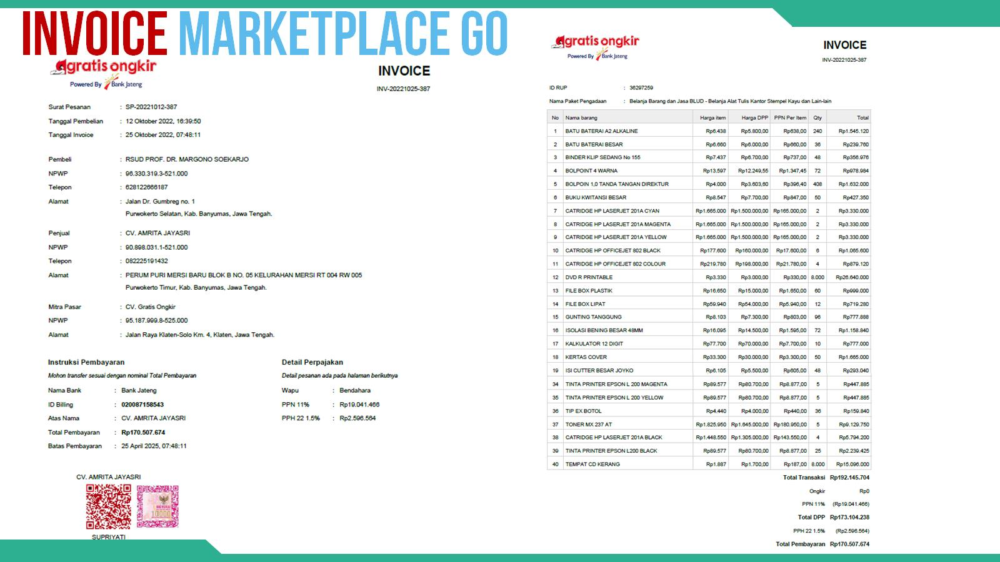 INVOICE MARKETPLACE GO
gratis ongkir
Powered By Bank Jateng
INVOICE
INV-20221025-387
Surat Pesanan : SP-20221012-387
Tanggal Pembelian : 12 Oktober 2022, 16:39:50
Tanggal Invoice : 25 Oktober 2022, 07:48:11
Pembeli : RSUD PROF. DR. MARGONO SOEKARJO
NPWP : 96.330.319.3-521.000
Telepon : 628122666187
Alamat : Jalan Dr. Gumbreg no. 1
Purwokerto Selatan, Kab. Banyumas, Jawa Tengah.
Penjual : CV. AMRITA JAYASRI
NPWP : 90.898.031.1-521.000
Telepon : 082225191432
Alamat : PERUM PURI MERSI BARU BLOK B NO. 05 KELURAHAN MERSI RT 004 RW 005
Purwokerto Timur, Kab. Banyumas, Jawa Tengah.
Mitra Pasar : CV. Gratis Ongkir
NPWP : 95.187.999.8-525.000
Alamat : Jalan Raya Klaten-Solo Km. 4, Klaten, Jawa Tengah.
Instruksi Pembayaran
Mohon transfer sesuai dengan nominal Total Pembayaran
Nama Bank : Bank Jateng
ID Billing : 020087158543
Atas Nama : CV. AMRITA JAYASRI
Total Pembayaran : Rp170.507.674
Batas Pembayaran : 25 April 2025, 07:48:11
Detail Perpajakan
Detail pesanan ada pada halaman berikutnya
Wapu : Bendahara
PPN 11% : Rp19.041.466
PPH 22 1.5% : Rp2.596.564
CV. AMRITA JAYASRI
10000
SUPRIYATI
gratis ongkir
Powered By Bank Jateng
INVOICE
INV-20221025-387
ID RUP : 36297259
Nama Paket Pengadaan : Belanja Barang dan Jasa BLUD - Belanja Alat Tulis Kantor Stempel Kayu dan Lain-lain
No Nama barang Harga item Harga DPP PPN Per Item Qty Total
1 BATU BATERAI A2 ALKALINE Rp6.438 Rp5.800,00 Rp638,00 240 Rp1.545.120
2 BATU BATERAI BESAR Rp6.660 Rp6.000,00 Rp660,00 36 Rp239.760
3 BINDER KLIP SEDANG No 155 Rp7.437 Rp6.700,00 Rp737,00 48 Rp356.976
4 BOLPOINT 4 WARNA Rp13.597 Rp12.249,55 Rp1.347,45 72 Rp978.984
5 BOLPOIN 1,0 TANDA TANGAN DIREKTUR Rp4.000 Rp3.603,60 Rp396,40 408 Rp1.632.000
6 BUKU KWITANSI BESAR Rp8.547 Rp7.700,00 Rp847,00 50 Rp427.350
7 CATRIDGE HP LASERJET 201A CYAN Rp1.665.000 Rp1.500.000,00 Rp165.000,00 2 Rp3.330.000
8 CATRIDGE HP LASERJET 201A MAGENTA Rp1.665.000 Rp1.500.000,00 Rp165.000,00 2 Rp3.330.000
9 CATRIDGE HP LASERJET 201A YELLOW Rp1.665.000 Rp1.500.000,00 Rp165.000,00 2 Rp3.330.000
10 CATRIDGE HP OFFICEJET 802 BLACK Rp177.600 Rp160.000,00 Rp17.600,00 6 Rp1.065.600
11 CATRIDGE HP OFFICEJET 802 COLOUR Rp219.780 Rp198.000,00 Rp21.780,00 4 Rp879.120
12 DVD R PRINTABLE Rp3.330 Rp3.000,00 Rp330,00 8.000 Rp26.640.000
13 FILE BOX PLASTIK Rp16.650 Rp15.000,00 Rp1.650,00 60 Rp999.000
14 FILE BOX LIPAT Rp59.940 Rp54.000,00 Rp5.940,00 12 Rp719.280
15 GUNTING TANGGUNG Rp8.103 Rp7.300,00 Rp803,00 96 Rp777.888
16 ISOLASI BENING BESAR 48MM Rp16.095 Rp14.500,00 Rp1.595,00 72 Rp1.158.840
17 KALKULATOR 12 DIGIT Rp77.700 Rp70.000,00 Rp7.700,00 10 Rp777.000
18 KERTAS COVER Rp33.300 Rp30.000,00 Rp3.300,00 50 Rp1.665.000
19 ISI CUTTER BESAR JOYKO Rp6.105 Rp5.500,00 Rp605,00 48 Rp293.040
34 TINTA PRINTER EPSON L 200 MAGENTA Rp89.577 Rp80.700,00 Rp8.877,00 5 Rp447.885
35 TINTA PRINTER EPSON L 200 YELLOW Rp89.577 Rp80.700,00 Rp8.877,00 5 Rp447.885
36 TIP EX BOTOL Rp4.440 Rp4.000,00 Rp440,00 36 Rp159.840
37 TONER MX 237 AT Rp1.825.950 Rp1.645.000,00 Rp180.950,00 5 Rp9.129.750
38 CATRIDGE HP LASERJET 201A BLACK Rp1.448.550 Rp1.305.000,00 Rp143.550,00 4 Rp5.794.200
39 TINTA PRINTER EPSON L200 BLACK Rp89.577 Rp80.700,00 Rp8.877,00 25 Rp2.239.425
40 TEMPAT CD KERANG Rp1.887 Rp1.700,00 Rp187,00 8.000 Rp15.096.000
Total Transaksi Rp192.145.704
Ongkir Rp0
PPN 11% (Rp19.041.466)
Total DPP Rp173.104.238
PPH 22 1.5% (Rp2.596.564)
Total Pembayaran Rp170.507.674